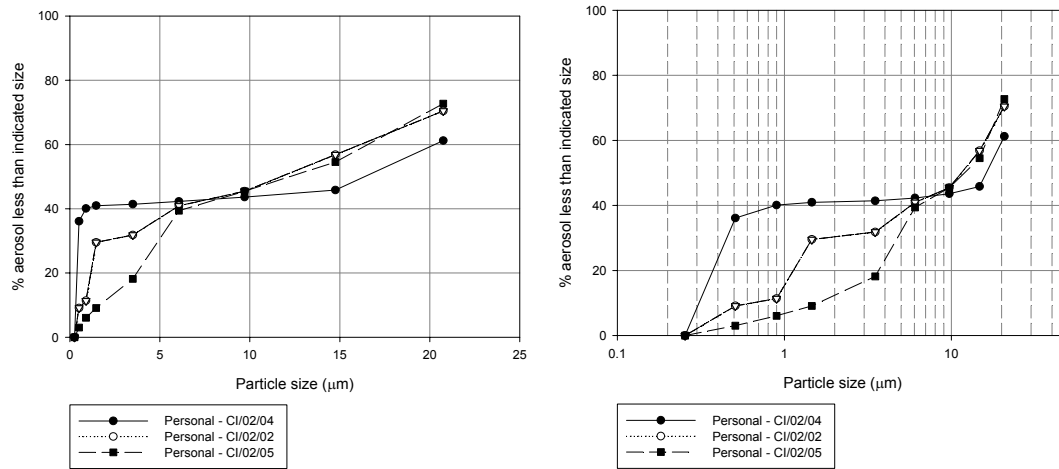 % aerosol less than indicated size
100
80
60
40
20
0
0 5 10 15 20 25
Particle size (μm)
Personal - CI/02/04
Personal - CI/02/02
Personal - CI/02/05
% aerosol less than indicated size
100
80
60
40
20
0
0.1 1 10
Particle size (μm)
Personal - CI/02/04
Personal - CI/02/02
Personal - CI/02/05